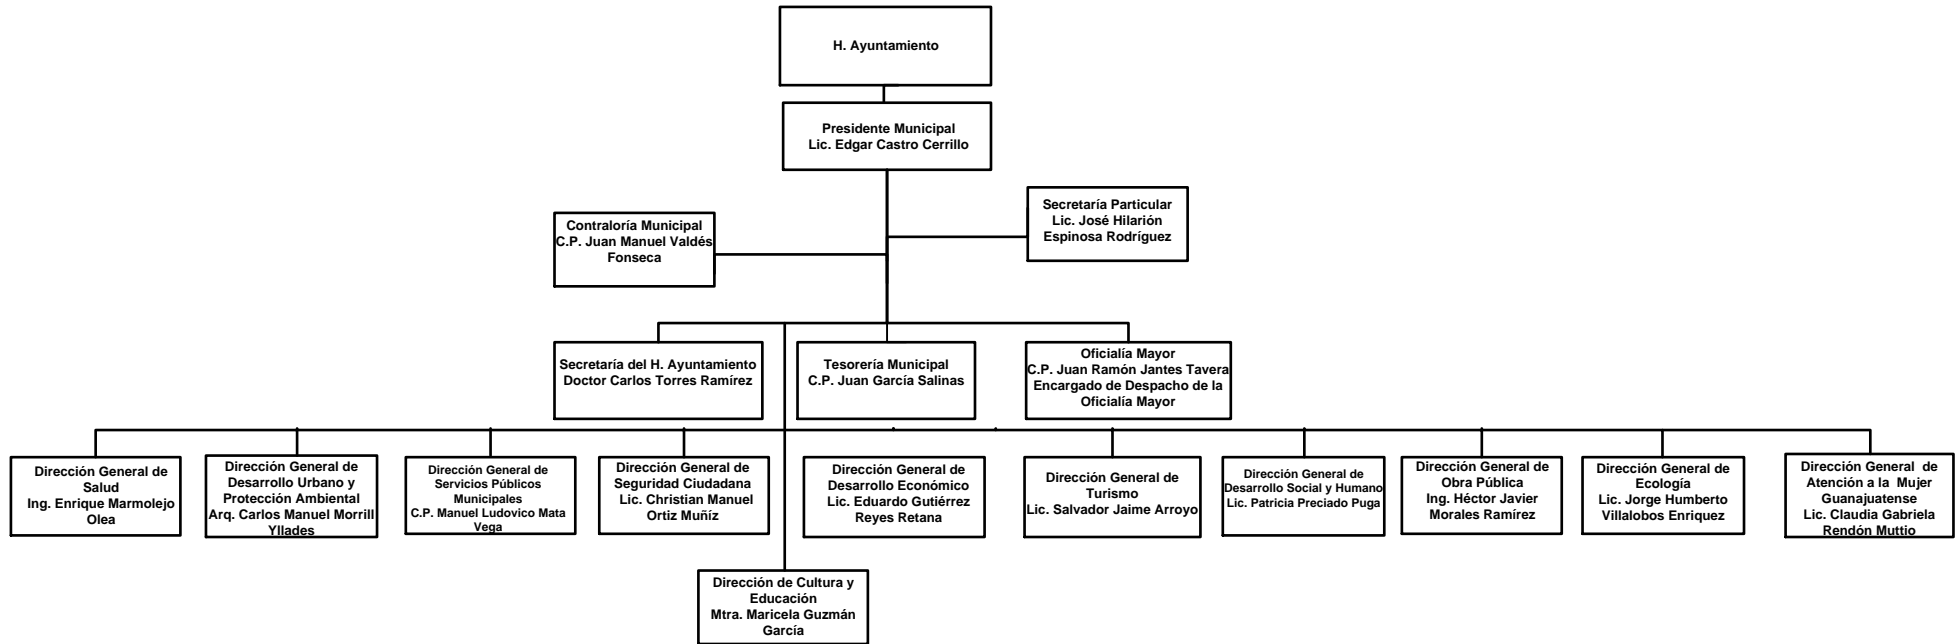 H. Ayuntamiento
Presidente Municipal
Lic. Edgar Castro Cerrillo
Secretaría Particular
Lic. José Hilarión
Espinosa Rodríguez
Contraloría Municipal
C.P. Juan Manuel Valdés
Fonseca
Secretaría del H. Ayuntamiento
Doctor Carlos Torres Ramírez
Tesorería Municipal
C.P. Juan García Salinas
Oficialía Mayor
C.P. Juan Ramón Jantes Tavera
Encargado de Despacho de la
Oficialía Mayor
Dirección General de
Salud
Ing. Enrique Marmolejo
Olea
Dirección General de
Desarrollo Urbano y
Protección Ambiental
Arq. Carlos Manuel Morrill
Yllades
Dirección General de
Servicios Públicos
Municipales
C.P. Manuel Ludovico Mata
Vega
Dirección General de
Seguridad Ciudadana
Lic. Christian Manuel
Ortiz Muñíz
Dirección General de
Desarrollo Económico
Lic. Eduardo Gutiérrez
Reyes Retana
Dirección General de
Turismo
Lic. Salvador Jaime Arroyo
Dirección General de
Desarrollo Social y Humano
Lic. Patricia Preciado Puga
Dirección General de
Obra Pública
Ing. Héctor Javier
Morales Ramírez
Dirección General de
Ecología
Lic. Jorge Humberto
Villalobos Enriquez
Dirección General de
Atención a la Mujer
Guanajuatense
Lic. Claudia Gabriela
Rendón Muttio
Dirección de Cultura y
Educación
Mtra. Maricela Guzmán
García